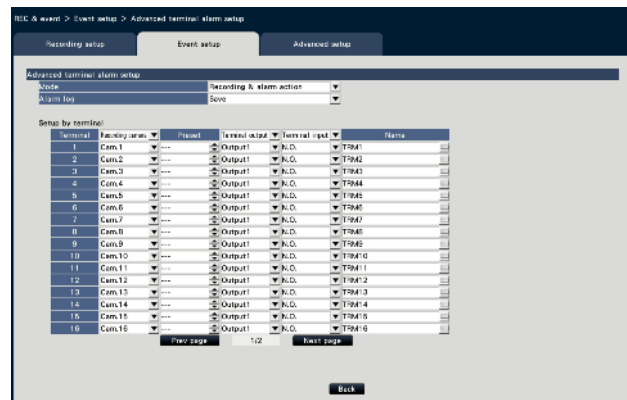 REC & event > Event setup > Advanced terminal alarm setup
Recording setup Event setup Advanced setup
Advanced terminal alarm setup
Mode Recording & alarm action
Alarm log Save
Setup by terminal
Terminal Recording camera Preset Terminal output Terminal input Name
1 Cam.1 --- Output1 N.O. TRM1
2 Cam.2 --- Output1 N.O. TRM2
3 Cam.3 --- Output1 N.O. TRM3
4 Cam.4 --- Output1 N.O. TRM4
5 Cam.5 --- Output1 N.O. TRM5
6 Cam.6 --- Output1 N.O. TRM6
7 Cam.7 --- Output1 N.O. TRM7
8 Cam.8 --- Output1 N.O. TRM8
9 Cam.9 --- Output1 N.O. TRM9
10 Cam.10 --- Output1 N.O. TRM10
11 Cam.11 --- Output1 N.O. TRM11
12 Cam.12 --- Output1 N.O. TRM12
13 Cam.13 --- Output1 N.O. TRM13
14 Cam.14 --- Output1 N.O. TRM14
15 Cam.15 --- Output1 N.O. TRM15
16 Cam.16 --- Output1 N.O. TRM16
Prev page 1/2 Next page
Back